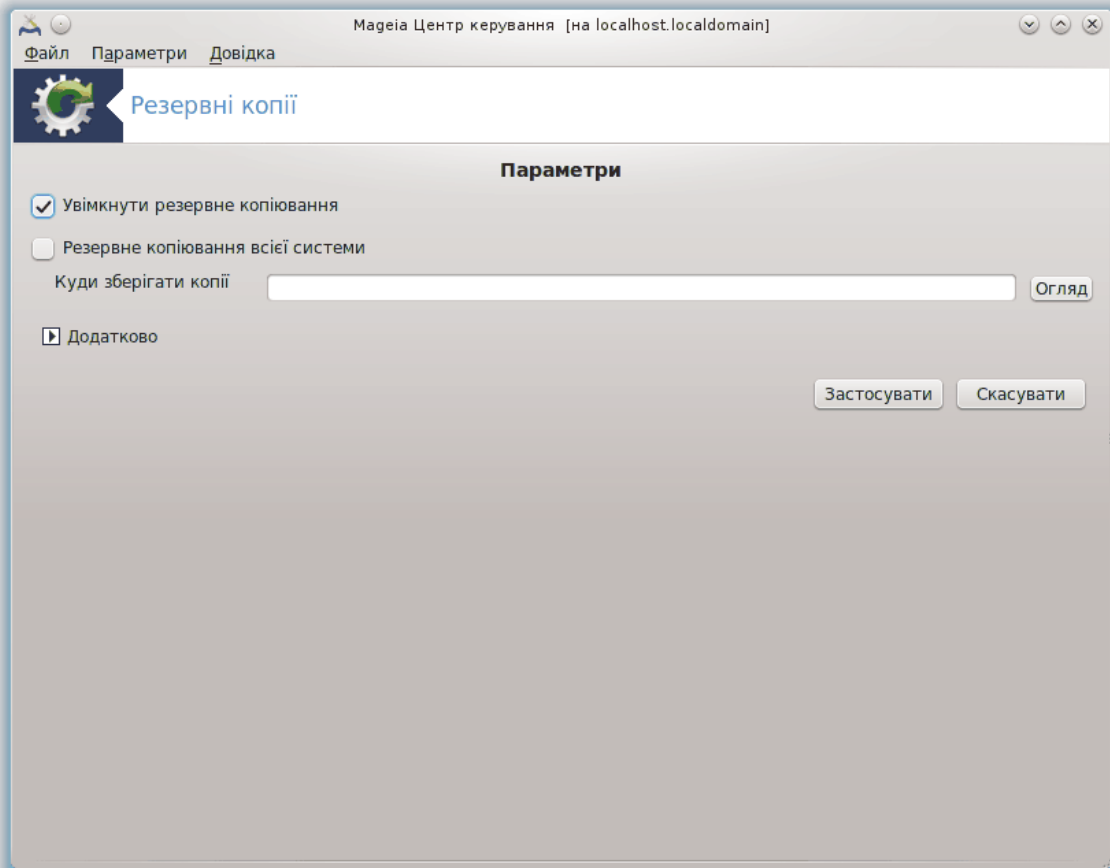 Mageia Центр керування [на localhost.localdomain]
Файл Параметри Довідка
Резервні копії
Параметри
Увімкнути резервне копіювання
Резервне копіювання всієї системи
Куди зберігати копії Огляд
Додатково
Застосувати Скасувати